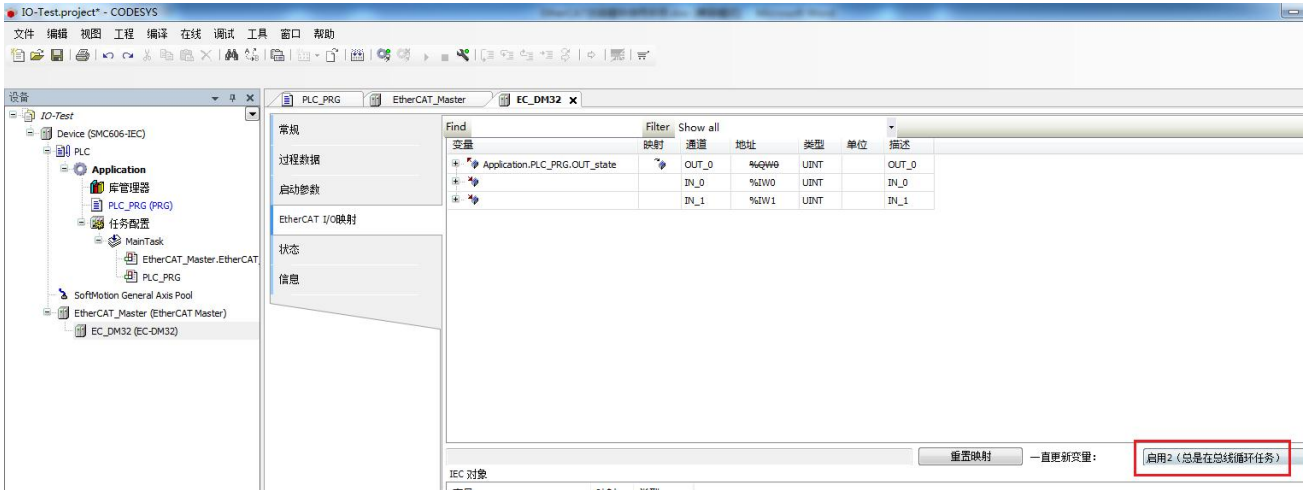 IO-Test.project* - CODESYS
文件 编辑 视图 工程 编译 在线 调试 工具 窗口 帮助
设备
IO-Test
Device (SMC606-IEC)
PLC
Application
库管理器
PLC_PRG (PRG)
任务配置
MainTask
EtherCAT_Master.EtherCAT_
PLC_PRG
SoftMotion General Axis Pool
EtherCAT_Master (EtherCAT Master)
EC_DM32 (EC-DM32)
PLC_PRG EtherCAT_Master EC_DM32
常规
过程数据
启动参数
EtherCAT I/O映射
状态
信息
Find Filter Show all
变量 映射 通道 地址 类型 单位 描述
Application.PLC_PRG.OUT_state OUT_0 %QW0 UINT OUT_0
IN_0 %IW0 UINT IN_0
IN_1 %IW1 UINT IN_1
重置映射 一直更新变量: 启用2（总是在总线循环任务）
IEC 对象